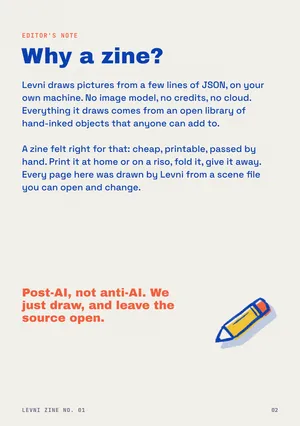 EDITOR'S NOTE
Why a zine?
Levni draws pictures from a few lines of JSON, on your
own machine. No image model, no credits, no cloud.
Everything it draws comes from an open library of
hand-inked objects that anyone can add to.
A zine felt right for that: cheap, printable, passed by
hand. Print it at home or on a riso, fold it, give it away.
Every page here was drawn by Levni from a scene file
you can open and change.
Post-AI, not anti-AI. We
just draw, and leave the
source open.
LEVNI ZINE NO. 01
02